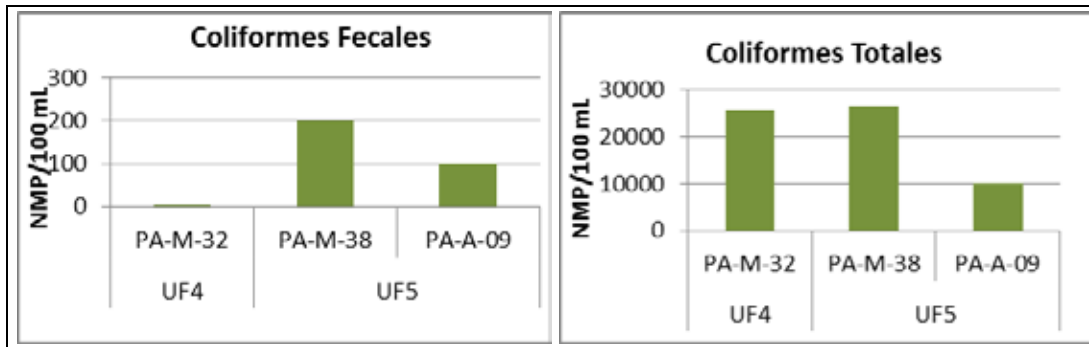 Coliformes Fecales
NMP/100 mL
300
200
100
0
PA-M-32 PA-M-38 PA-A-09
UF4 UF5
Coliformes Totales
NMP/100 mL
30000
20000
10000
0
PA-M-32 PA-M-38 PA-A-09
UF4 UF5